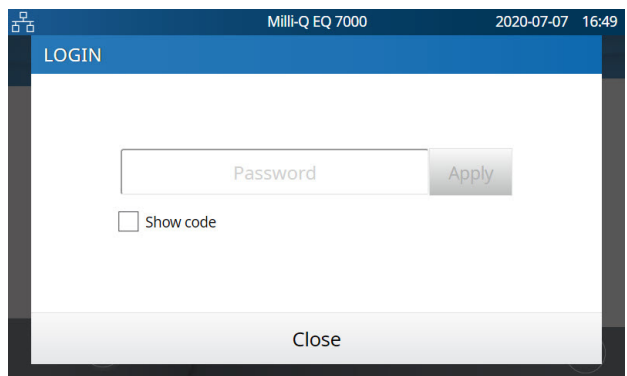 Milli-Q EQ 7000 2020-07-07 16:49
LOGIN
Password Apply
Show code
Close